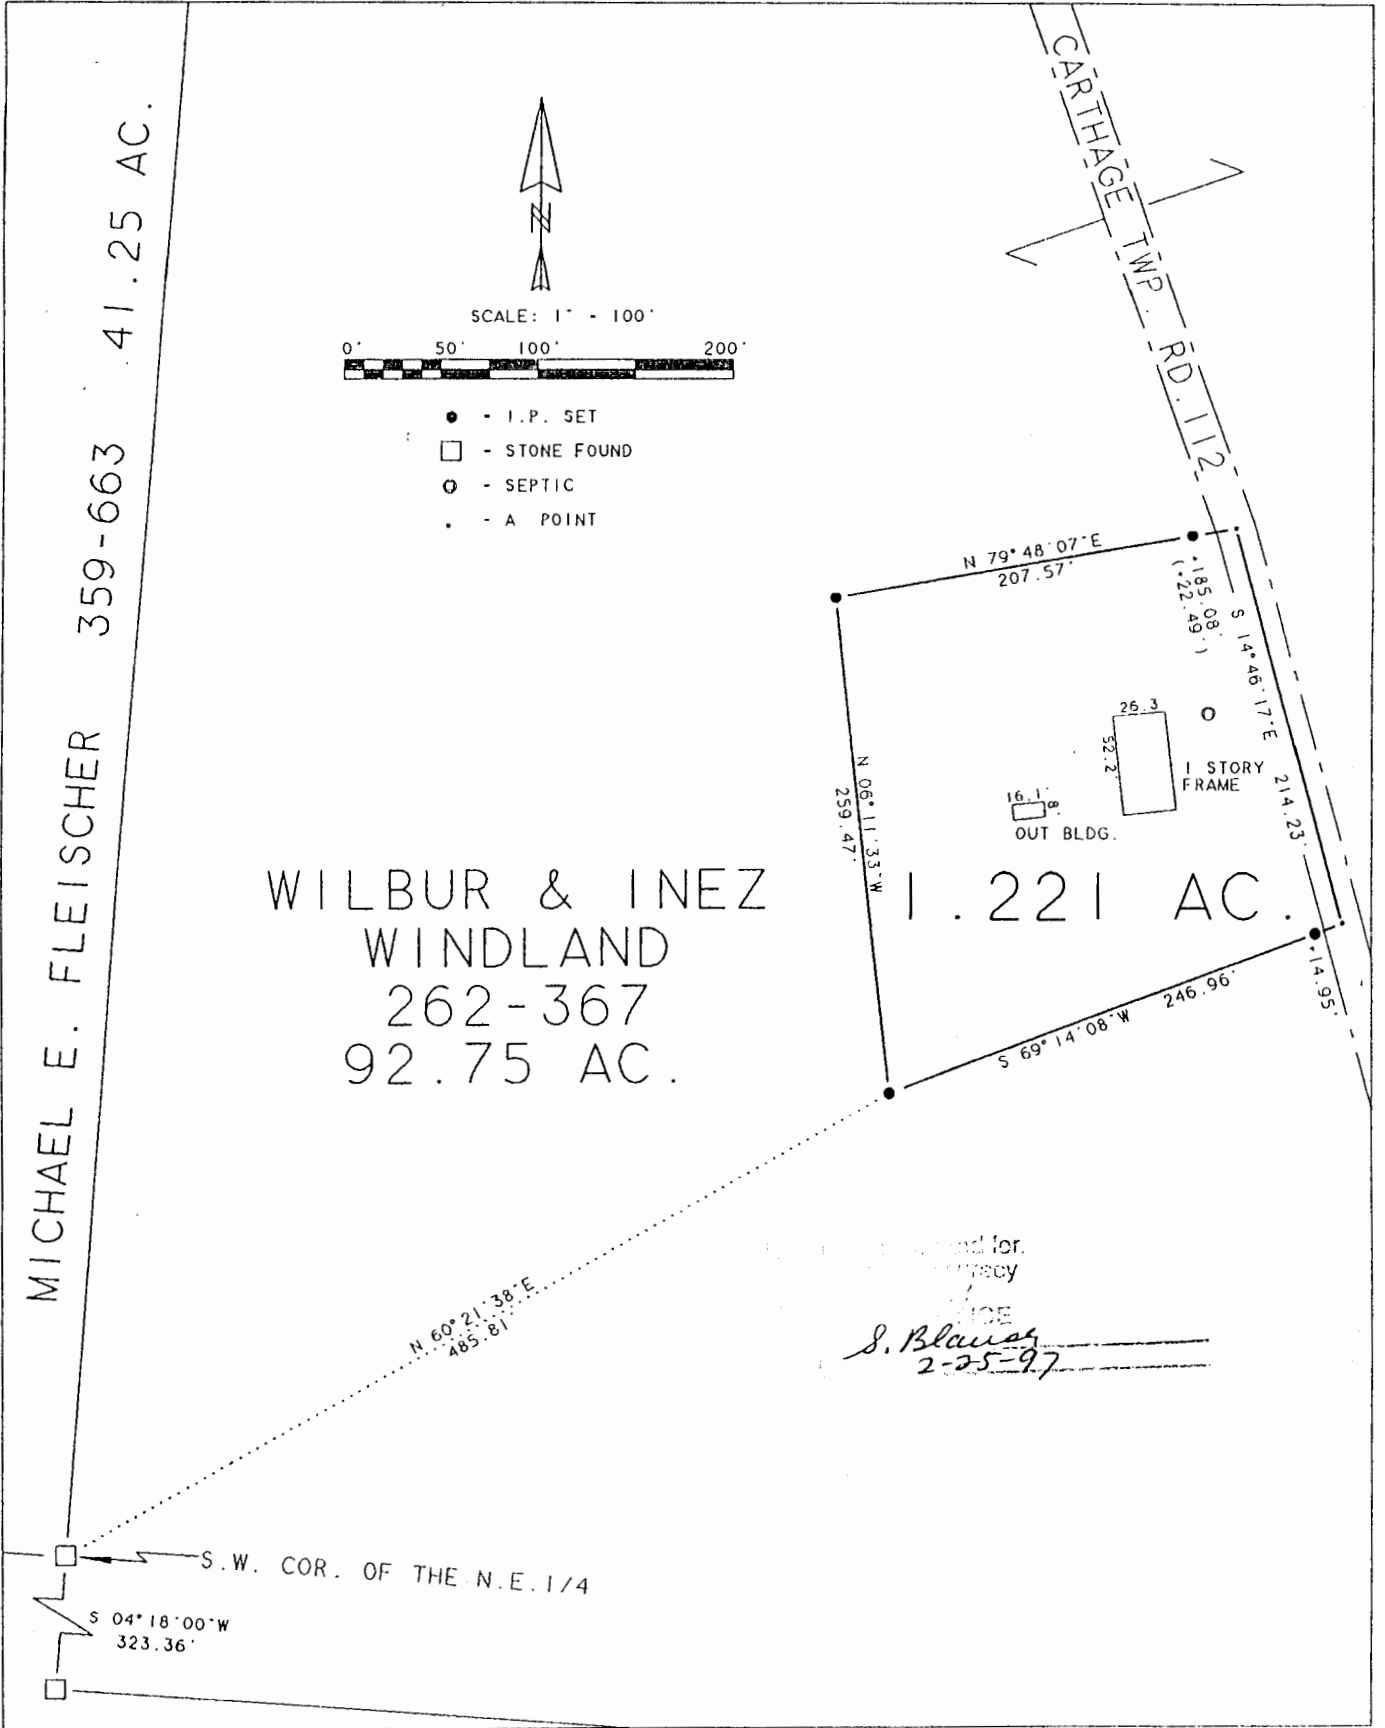 CARTHAGE TWP. RD. 112
MICHAEL E. FLEISCHER 359-663 41.25 AC.
N
SCALE: 1" - 100'
0' 50' 100' 200'
- I.P. SET
- STONE FOUND
- SEPTIC
- A POINT
N 79°48'07"E
207.57'
+185.08'
(+22.49')
S 14°46'17"E 214.23'
26.3
52.2'
1 STORY
FRAME
16.1'
8'
OUT BLDG.
N 06°11'33"W
259.47'
1.221 AC.
WILBUR & INEZ
WINDLAND
262-367
92.75 AC.
+14.95'
S 69°14'08"W 246.96'
N 60°21'38"E
485.81'
and for
S. Blauser
2-25-97
S.W. COR. OF THE N.E. 1/4
S 04°18'00"W
323.36'